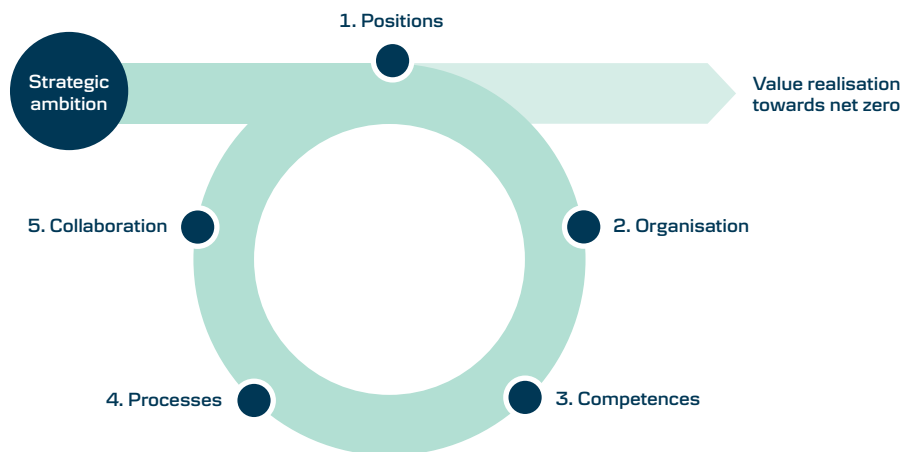 1. Positions
Strategic
ambition
Value realisation
towards net zero
5. Collaboration
2. Organisation
4. Processes
3. Competences